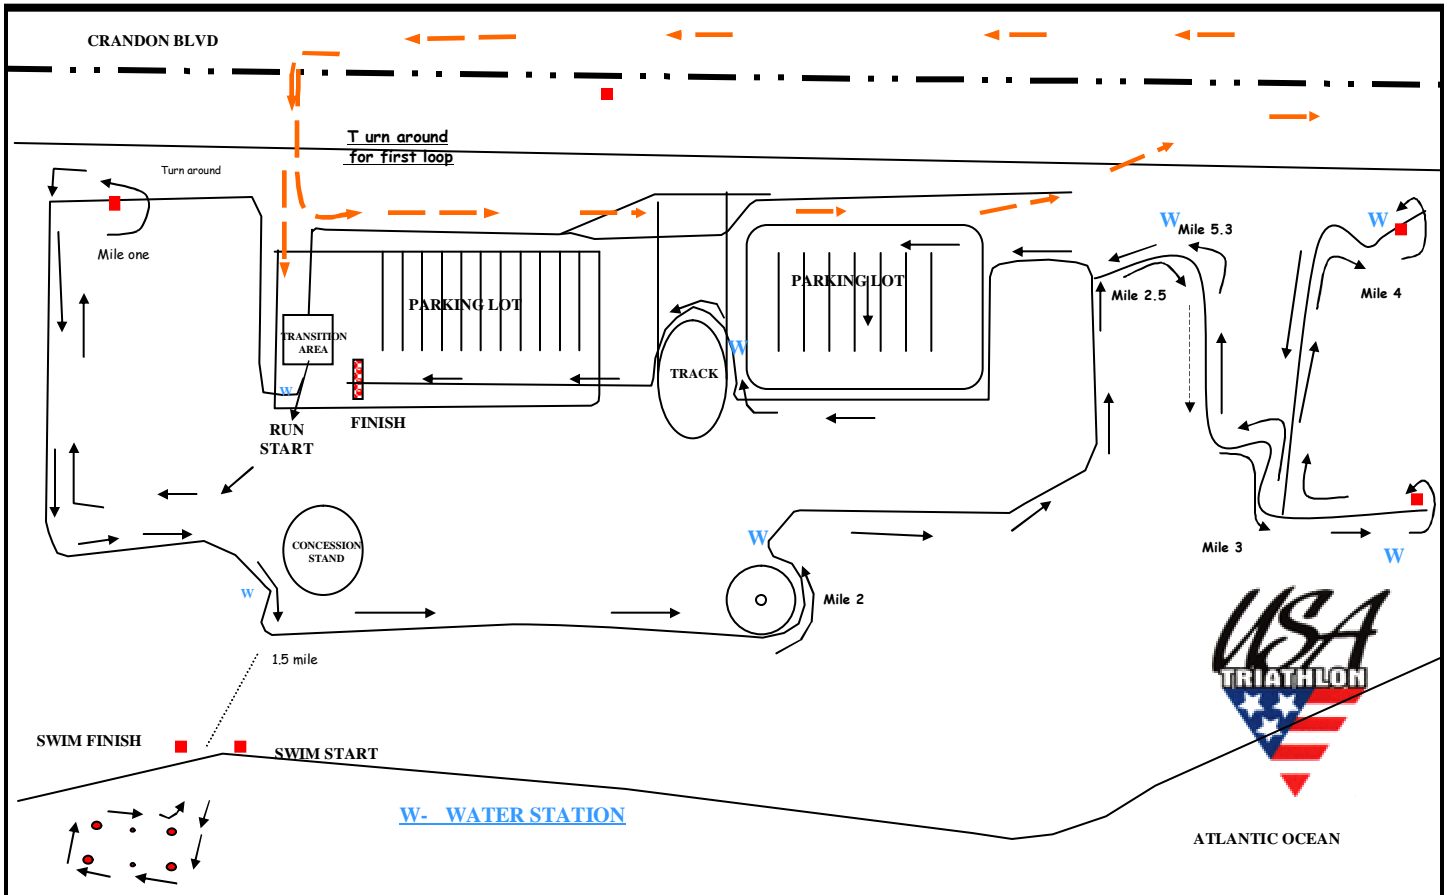 CRANDON BLVD
T urn around
for first loop
Turn around
Mile one
W
Mile 5.3
W
PARKING LOT
PARKING LOT
Mile 2.5
Mile 4
TRANSITION
AREA
W
TRACK
W
FINISH
RUN
START
CONCESSION
STAND
W
Mile 3
W
W
Mile 2
1.5 mile
USA
TRIATHLON
SWIM FINISH
SWIM START
W- WATER STATION
ATLANTIC OCEAN